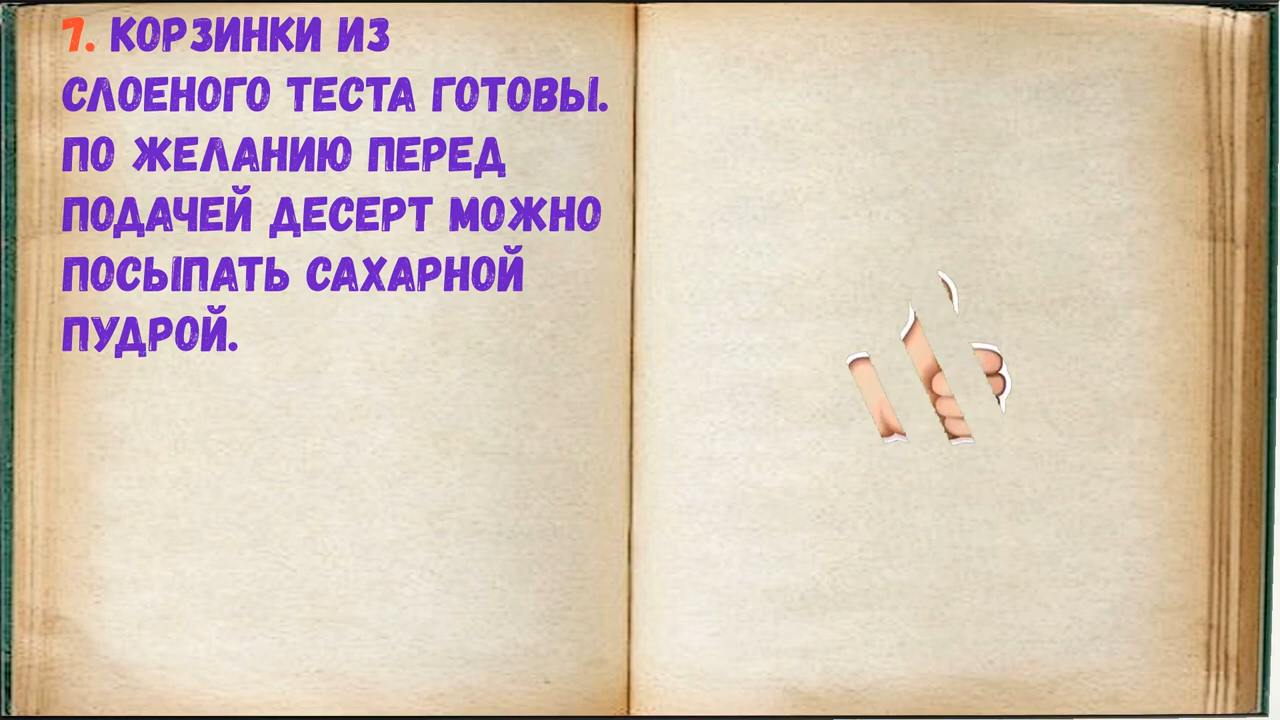 7. КОРЗИНКИ ИЗ
СЛОЕНОГО ТЕСТА ГОТОВЫ.
ПО ЖЕЛАНИЮ ПЕРЕД
ПОДАЧЕЙ ДЕСЕРТ МОЖНО
ПОСЫПАТЬ САХАРНОЙ
ПУДРОЙ.